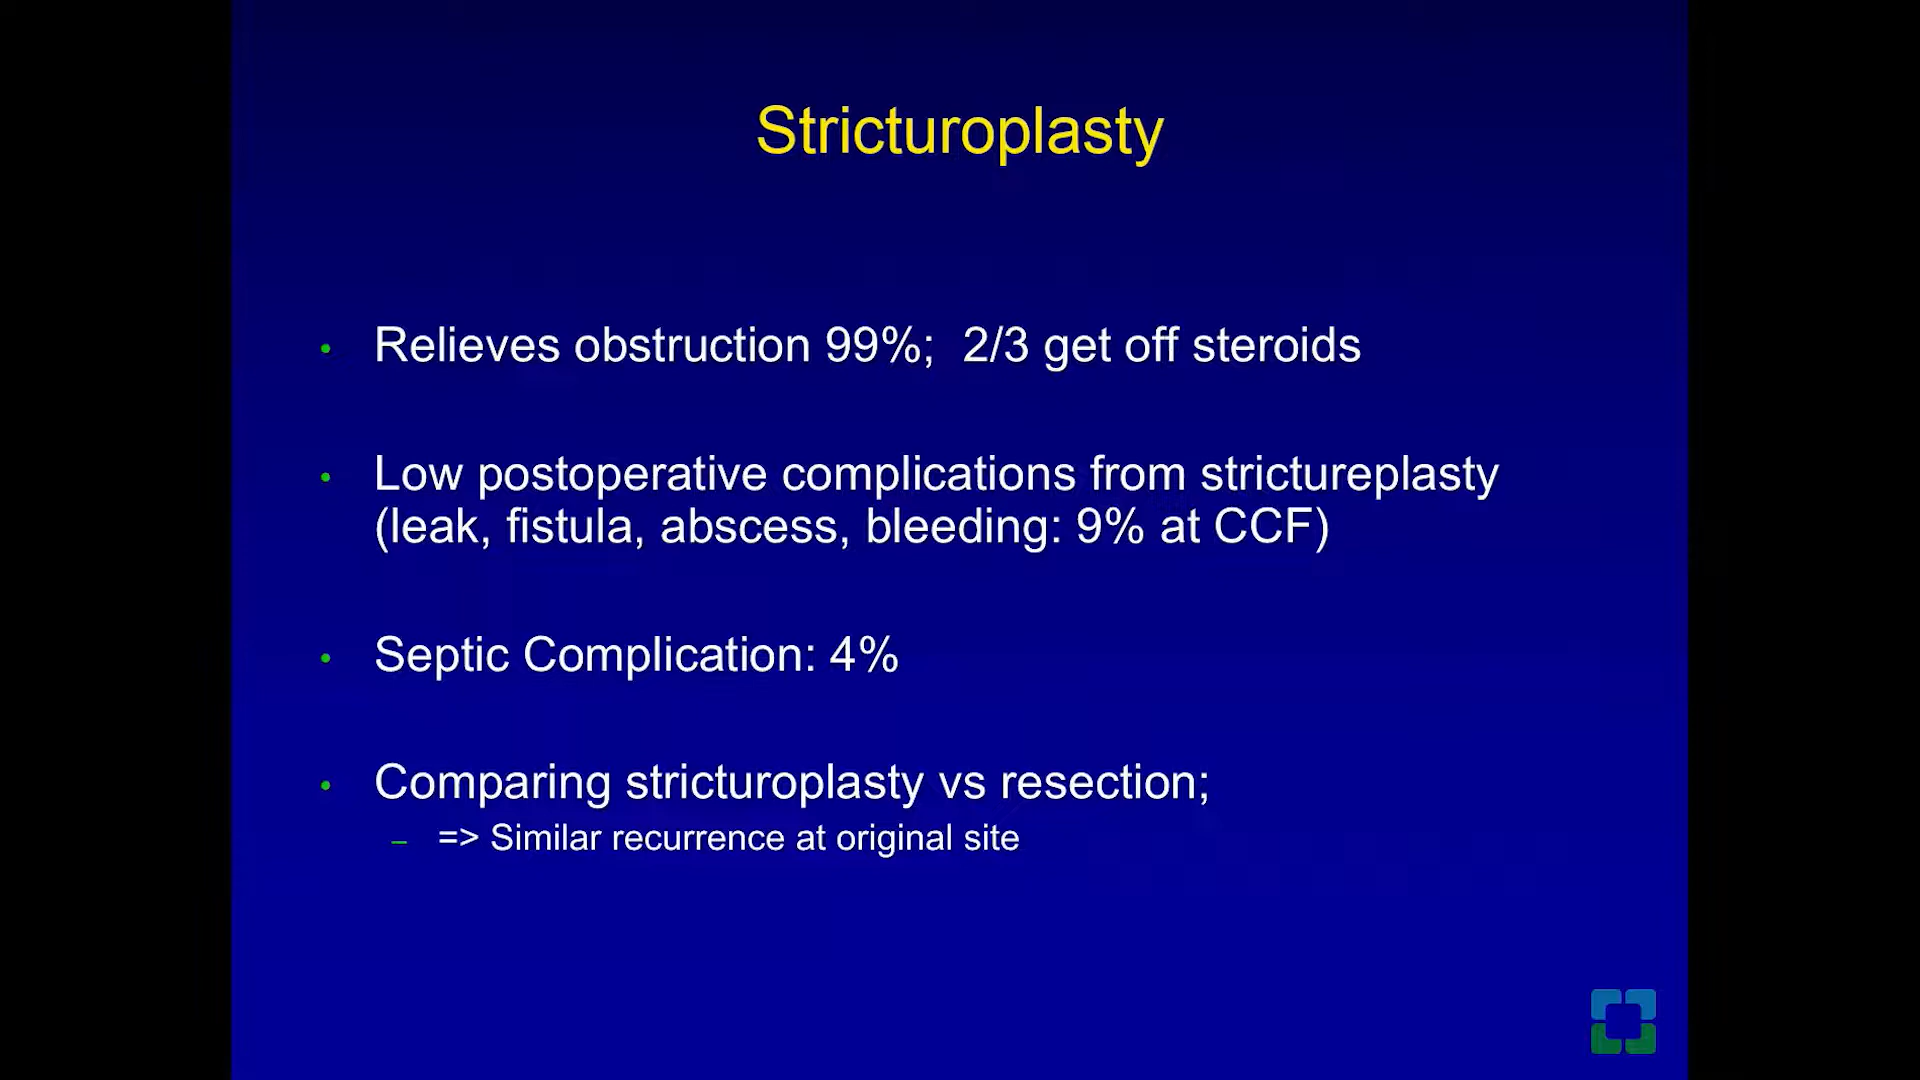 Stricturoplasty
• Relieves obstruction 99%;  2/3 get off steroids
• Low postoperative complications from strictureplasty
(leak, fistula, abscess, bleeding: 9% at CCF)
• Septic Complication: 4%
• Comparing stricturoplasty vs resection;
– => Similar recurrence at original site